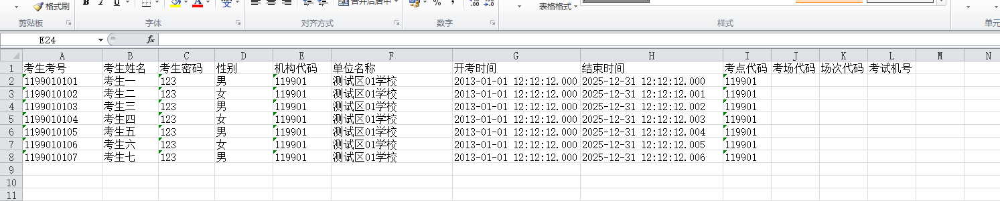 格式刷 B I U A 变 合并后居中 % , 表格格式
剪贴板 字体 对齐方式 数字 样式 单元
E24 fx
A B C D E F G H I J K L M N
1 考生考号 考生姓名 考生密码 性别 机构代码 单位名称 开考时间 结束时间 考点代码 考场代码 场次代码 考试机号
2 1199010101 考生一 123 男 119901 测试区01学校 2013-01-01 12:12:12.000 2025-12-31 12:12:12.000 119901
3 1199010102 考生二 123 女 119901 测试区01学校 2013-01-01 12:12:12.000 2025-12-31 12:12:12.001 119901
4 1199010103 考生三 123 男 119901 测试区01学校 2013-01-01 12:12:12.000 2025-12-31 12:12:12.002 119901
5 1199010104 考生四 123 女 119901 测试区01学校 2013-01-01 12:12:12.000 2025-12-31 12:12:12.003 119901
6 1199010105 考生五 123 男 119901 测试区01学校 2013-01-01 12:12:12.000 2025-12-31 12:12:12.004 119901
7 1199010106 考生六 123 女 119901 测试区01学校 2013-01-01 12:12:12.000 2025-12-31 12:12:12.005 119901
8 1199010107 考生七 123 男 119901 测试区01学校 2013-01-01 12:12:12.000 2025-12-31 12:12:12.006 119901
9
10
11